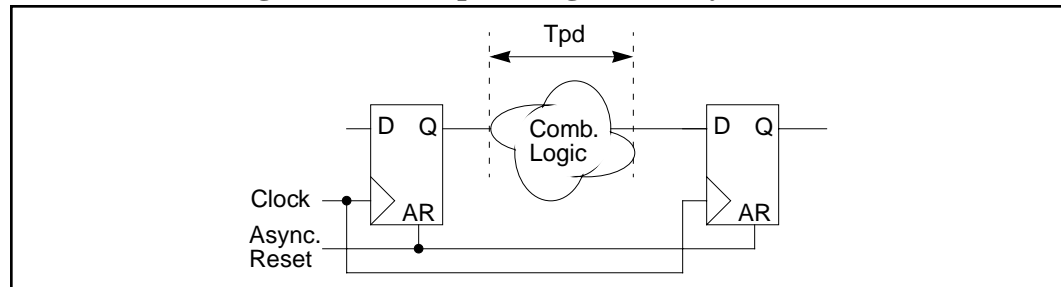 Tpd
D Q
Comb.
Logic
D Q
Clock
AR
AR
Async.
Reset